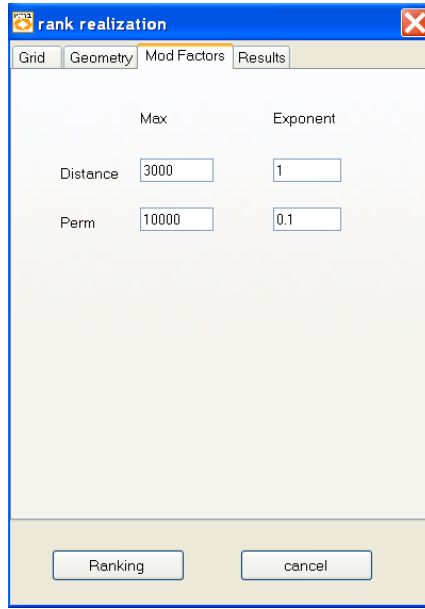 rank realization
Grid Geometry Mod Factors Results
Max Exponent
Distance 3000 1
Perm 10000 0.1
Ranking cancel